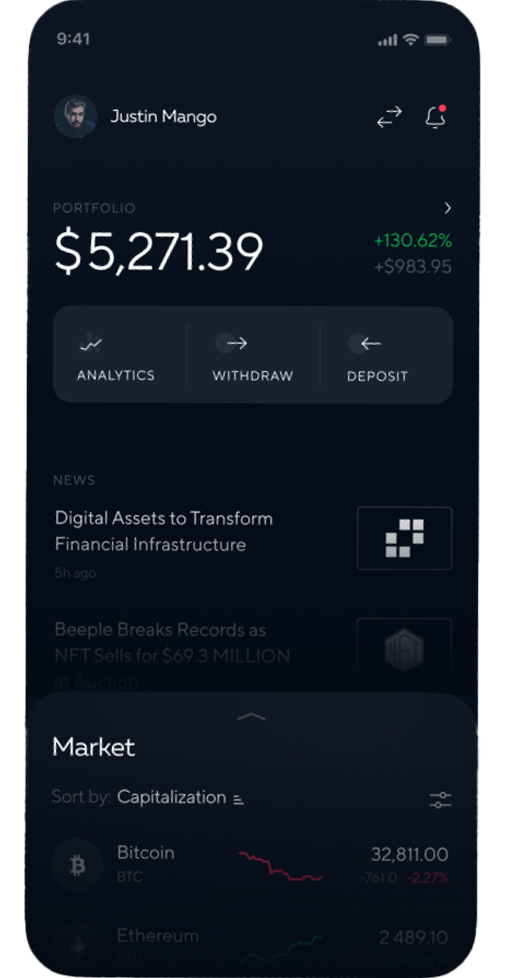 9:41
Justin Mango
PORTFOLIO
$5,271.39
+130.62%
+$983.95
ANALYTICS
WITHDRAW
DEPOSIT
NEWS
Digital Assets to Transform
Financial Infrastructure
5h ago
Beeple Breaks Records as
NFT Sells for $69.3 MILLION
at Auction
NFT
Market
Sort by: Capitalization
Bitcoin
32,811.00
BTC
-761.0 -2.27%
Ethereum
2 489.10
ETH